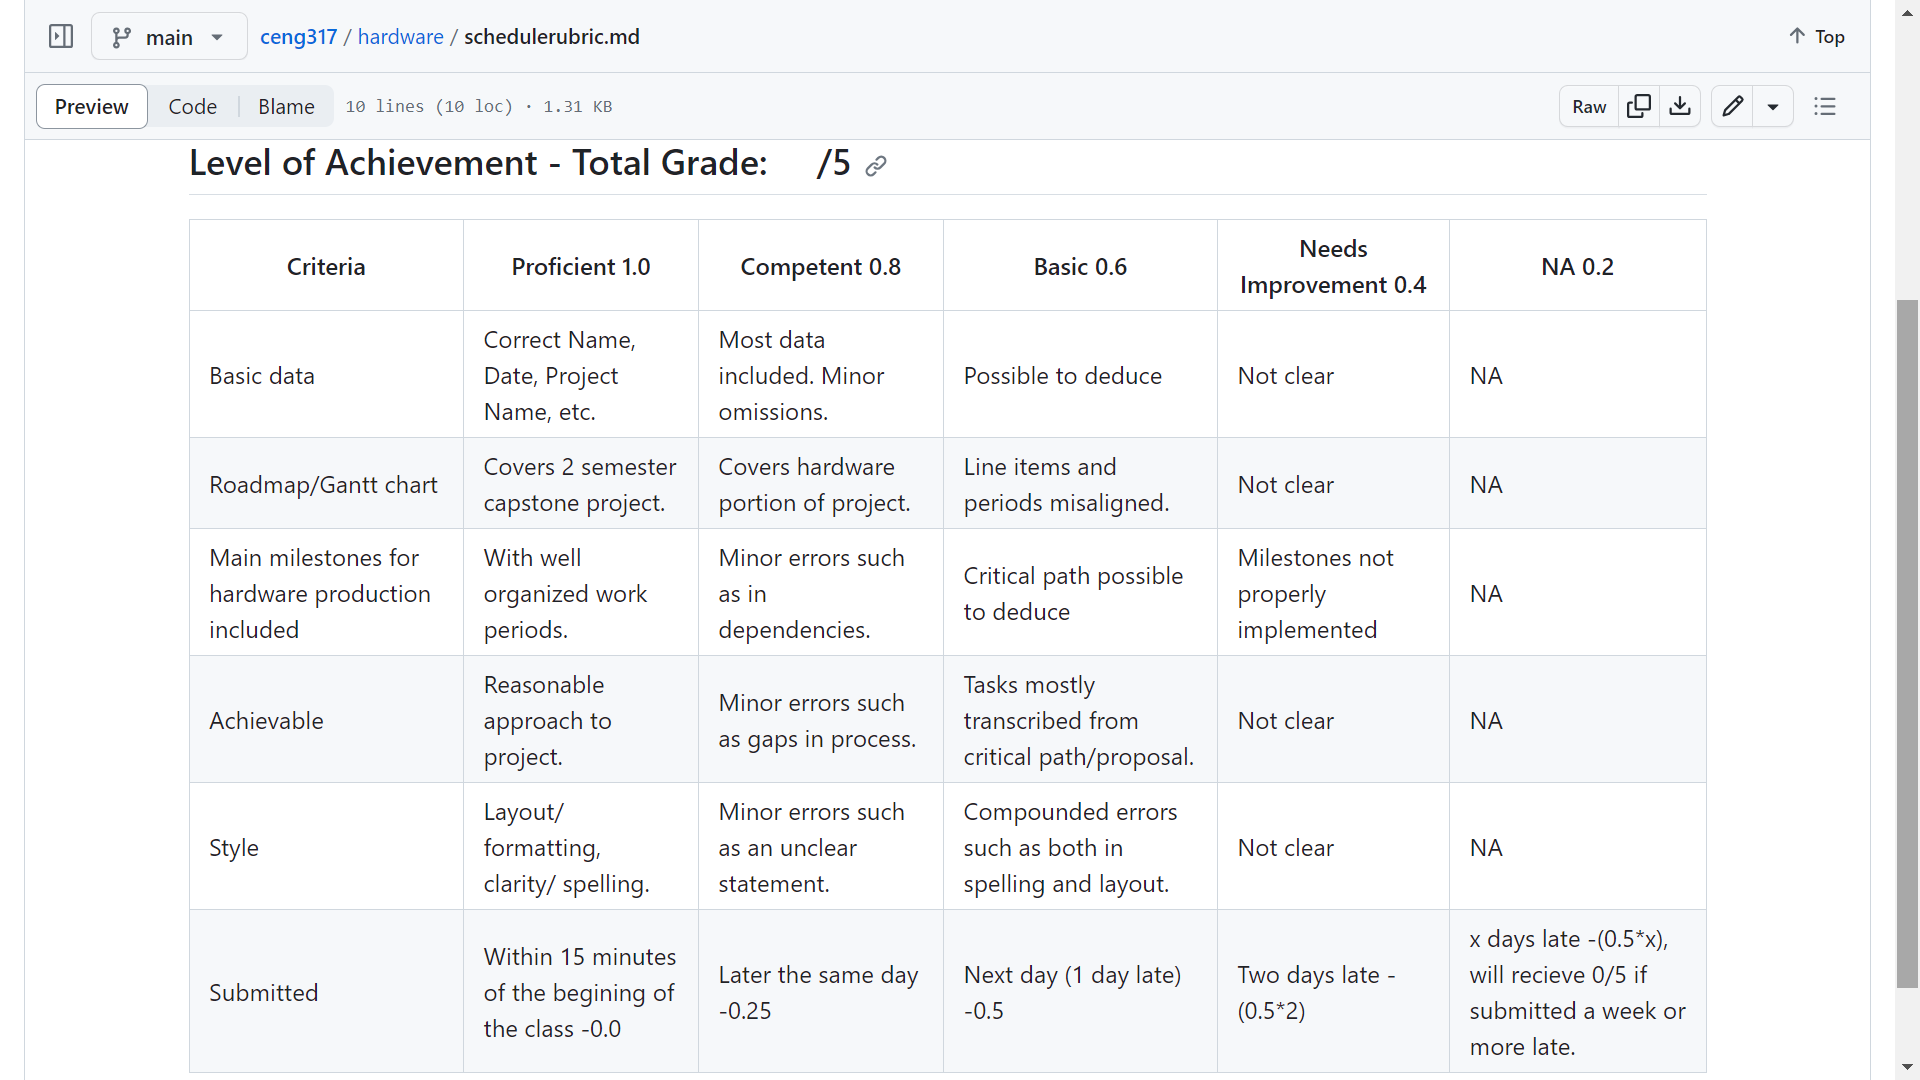 main
ceng317 / hardware / schedulerubric.md
Top
Preview
Code
Blame
10 lines (10 loc) · 1.31 KB
Raw
Level of Achievement - Total Grade: /5
Criteria
Proficient 1.0
Competent 0.8
Basic 0.6
Needs
Improvement 0.4
NA 0.2
Basic data
Correct Name,
Date, Project
Name, etc.
Most data
included. Minor
omissions.
Possible to deduce
Not clear
NA
Roadmap/Gantt chart
Covers 2 semester
capstone project.
Covers hardware
portion of project.
Line items and
periods misaligned.
Not clear
NA
Main milestones for
hardware production
included
With well
organized work
periods.
Minor errors such
as in
dependencies.
Critical path possible
to deduce
Milestones not
properly
implemented
NA
Achievable
Reasonable
approach to
project.
Minor errors such
as gaps in process.
Tasks mostly
transcribed from
critical path/proposal.
Not clear
NA
Style
Layout/
formatting,
clarity/ spelling.
Minor errors such
as an unclear
statement.
Compounded errors
such as both in
spelling and layout.
Not clear
NA
Submitted
Within 15 minutes
of the begining of
the class -0.0
Later the same day
-0.25
Next day (1 day late)
-0.5
Two days late -
(0.5*2)
x days late -(0.5*x),
will recieve 0/5 if
submitted a week or
more late.